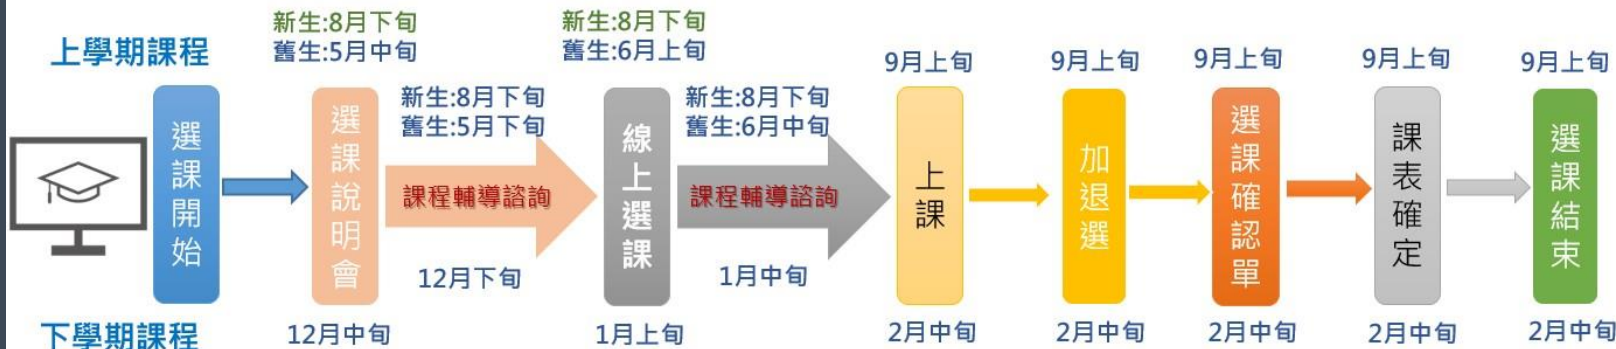 上學期課程
新生:8月下旬
舊生:5月中旬
新生:8月下旬
舊生:6月上旬
9月上旬
9月上旬
9月上旬
9月上旬
9月上旬
新生:8月下旬
舊生:5月下旬
新生:8月下旬
舊生:6月中旬
選課開始
選課說明會
課程輔導諮詢
線上選課
課程輔導諮詢
上課
加退選
選課確認單
課表確定
選課結束
12月下旬
1月中旬
下學期課程
12月中旬
1月上旬
2月中旬
2月中旬
2月中旬
2月中旬
2月中旬